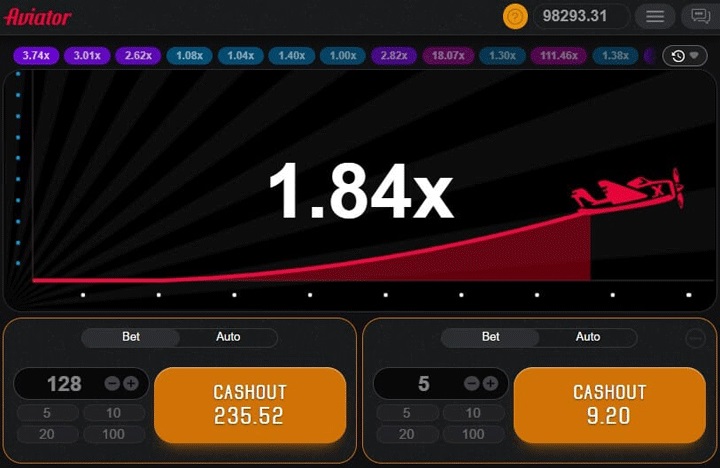 Aviator
98293.31
3.74x 3.01x 2.62x 1.08x 1.04x 1.40x 1.00x 2.82x 18.07x 1.30x 111.46x 1.38x
1.84x
X
Bet Auto
128
CASHOUT
235.52
5 10
20 100
Bet Auto
5
CASHOUT
9.20
5 10
20 100